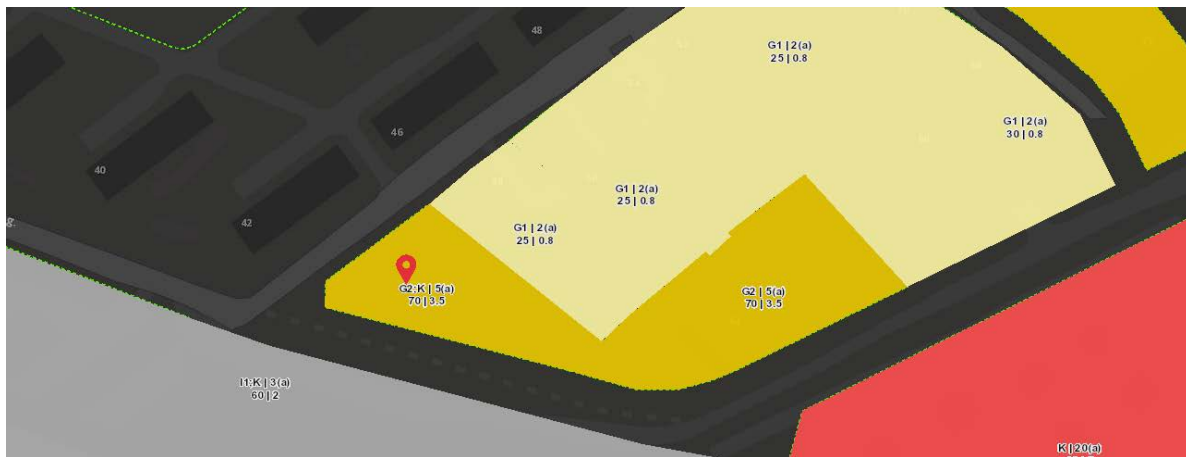 48
G1 | 2(a)
25 | 0.8
G1 | 2(a)
30 | 0.8
46
40
G1 | 2(a)
25 | 0.8
42
G1 | 2(a)
25 | 0.8
G2;K | 5(a)
70 | 3.5
G2 | 5(a)
70 | 3.5
I1;K | 3(a)
60 | 2
K | 20(a)